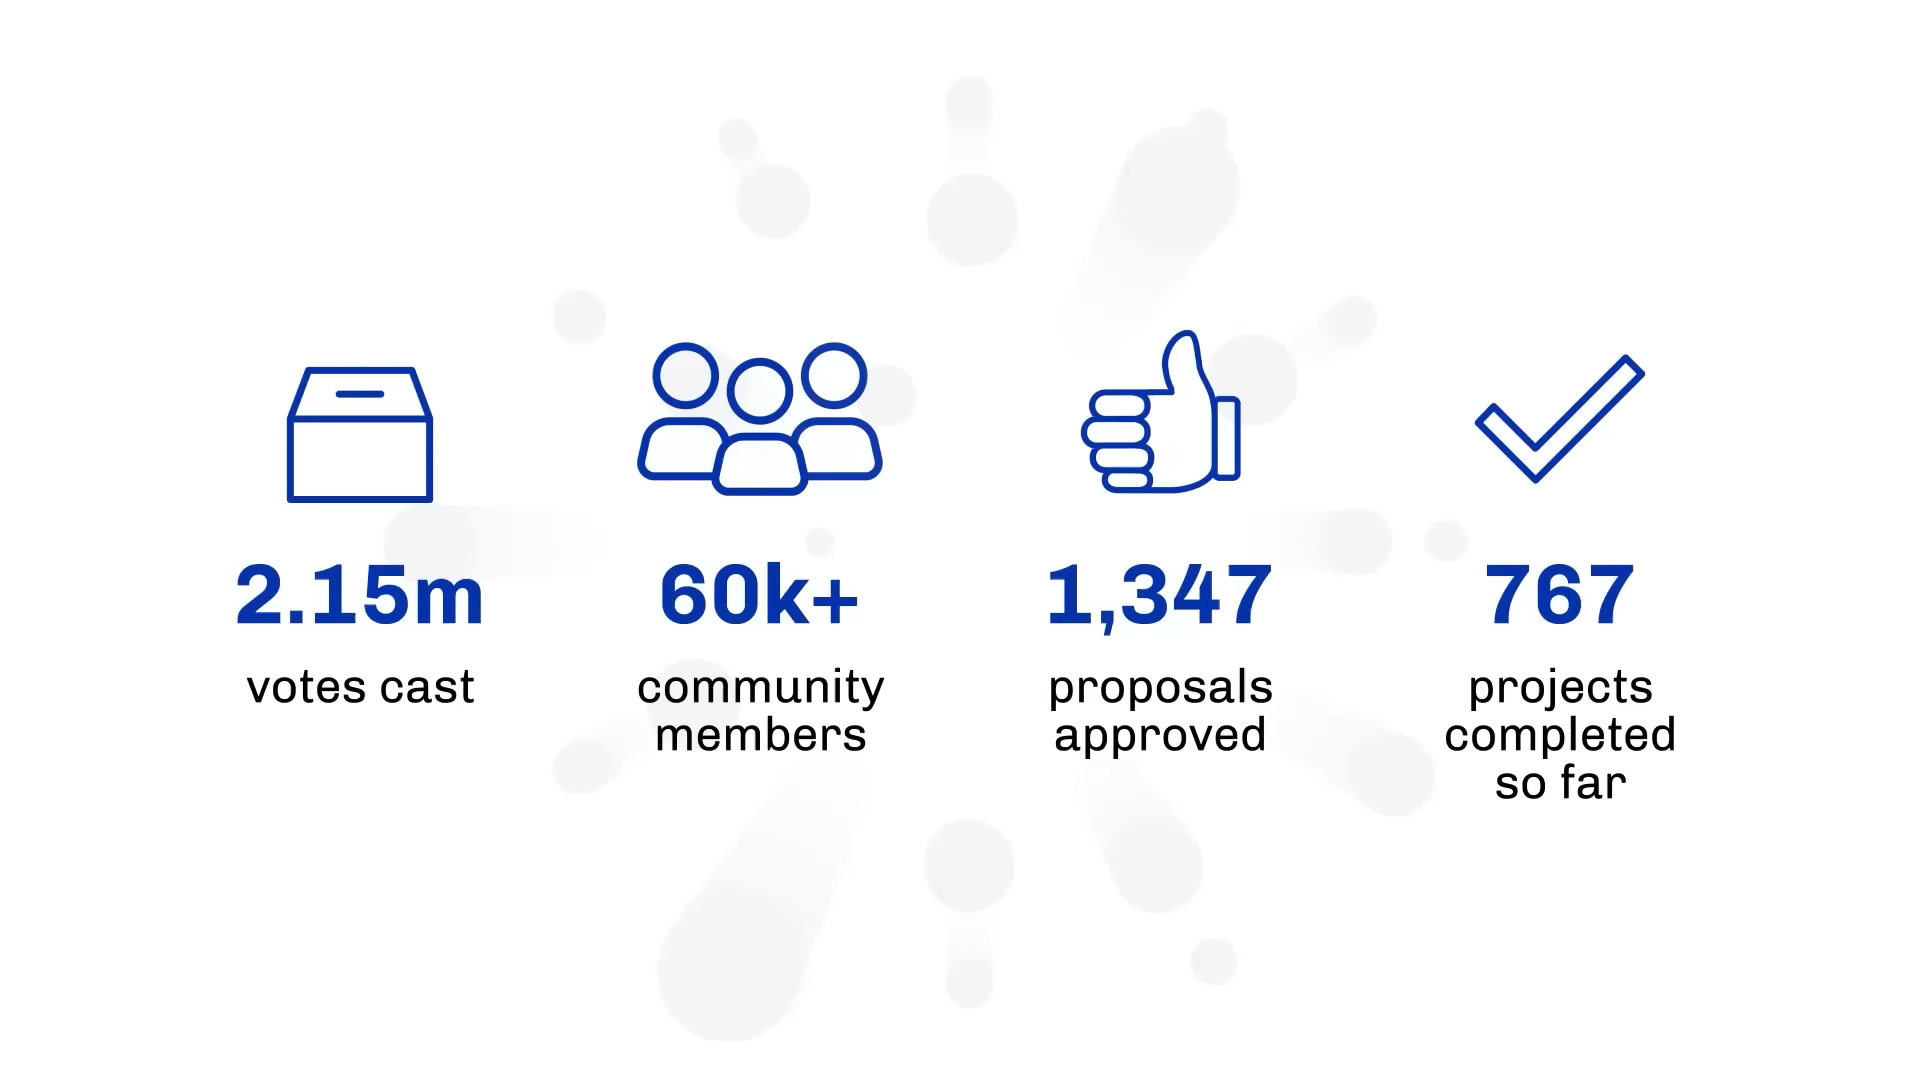 2.15m
votes cast
60k+
community
members
1,347
proposals
approved
767
projects
completed
so far